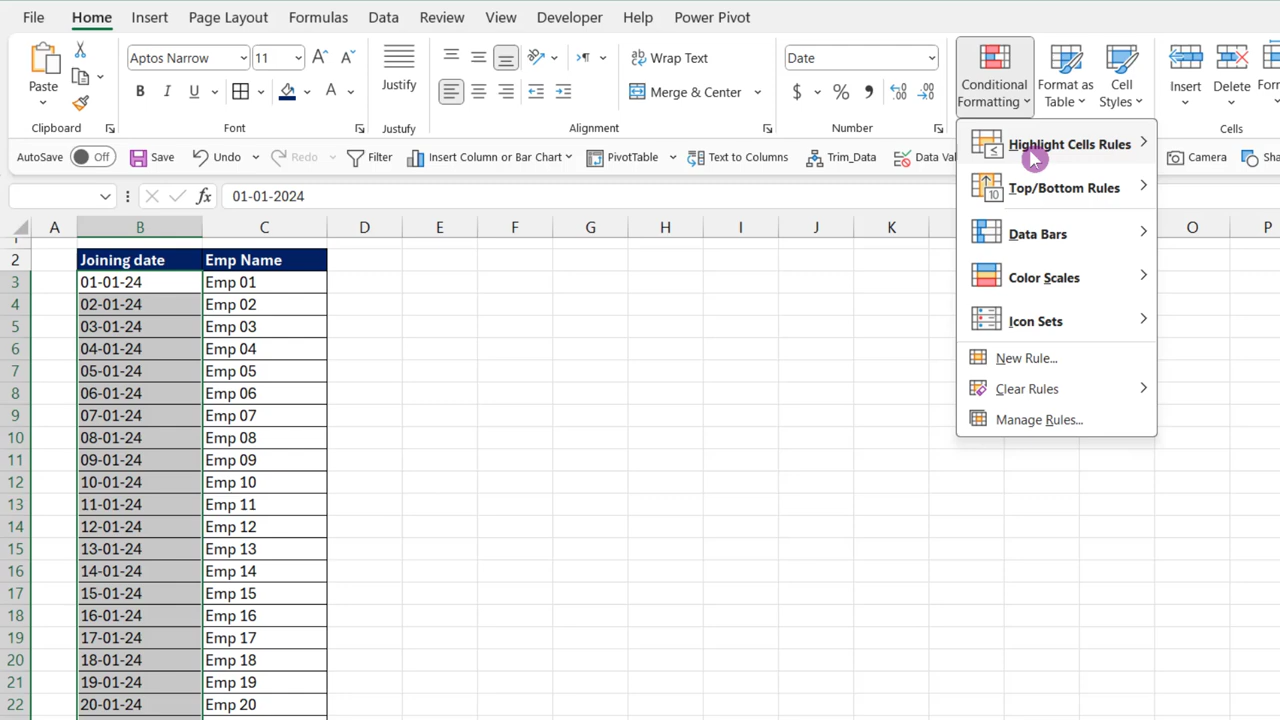 File Home Insert Page Layout Formulas Data Review View Developer Help Power Pivot
Paste
Clipboard
Aptos Narrow 11
B I U A
Font
Justify
Justufy
Wrap Text
Merge & Center
Alignment
Date
$ %
Number
Conditional Formatting
Format as Table
Cell Styles
Insert
Delete
Cells
AutoSave Off Save Undo Redo Filter Insert Column or Bar Chart PivotTable Text to Columns Trim_Data Data Val Camera Sha
Highlight Cells Rules
Top/Bottom Rules
Data Bars
Color Scales
Icon Sets
New Rule...
Clear Rules
Manage Rules...
fx 01-01-2024
A B C D E F G H I J K O P
2 Joining date Emp Name
3 01-01-24 Emp 01
4 02-01-24 Emp 02
5 03-01-24 Emp 03
6 04-01-24 Emp 04
7 05-01-24 Emp 05
8 06-01-24 Emp 06
9 07-01-24 Emp 07
10 08-01-24 Emp 08
11 09-01-24 Emp 09
12 10-01-24 Emp 10
13 11-01-24 Emp 11
14 12-01-24 Emp 12
15 13-01-24 Emp 13
16 14-01-24 Emp 14
17 15-01-24 Emp 15
18 16-01-24 Emp 16
19 17-01-24 Emp 17
20 18-01-24 Emp 18
21 19-01-24 Emp 19
22 20-01-24 Emp 20